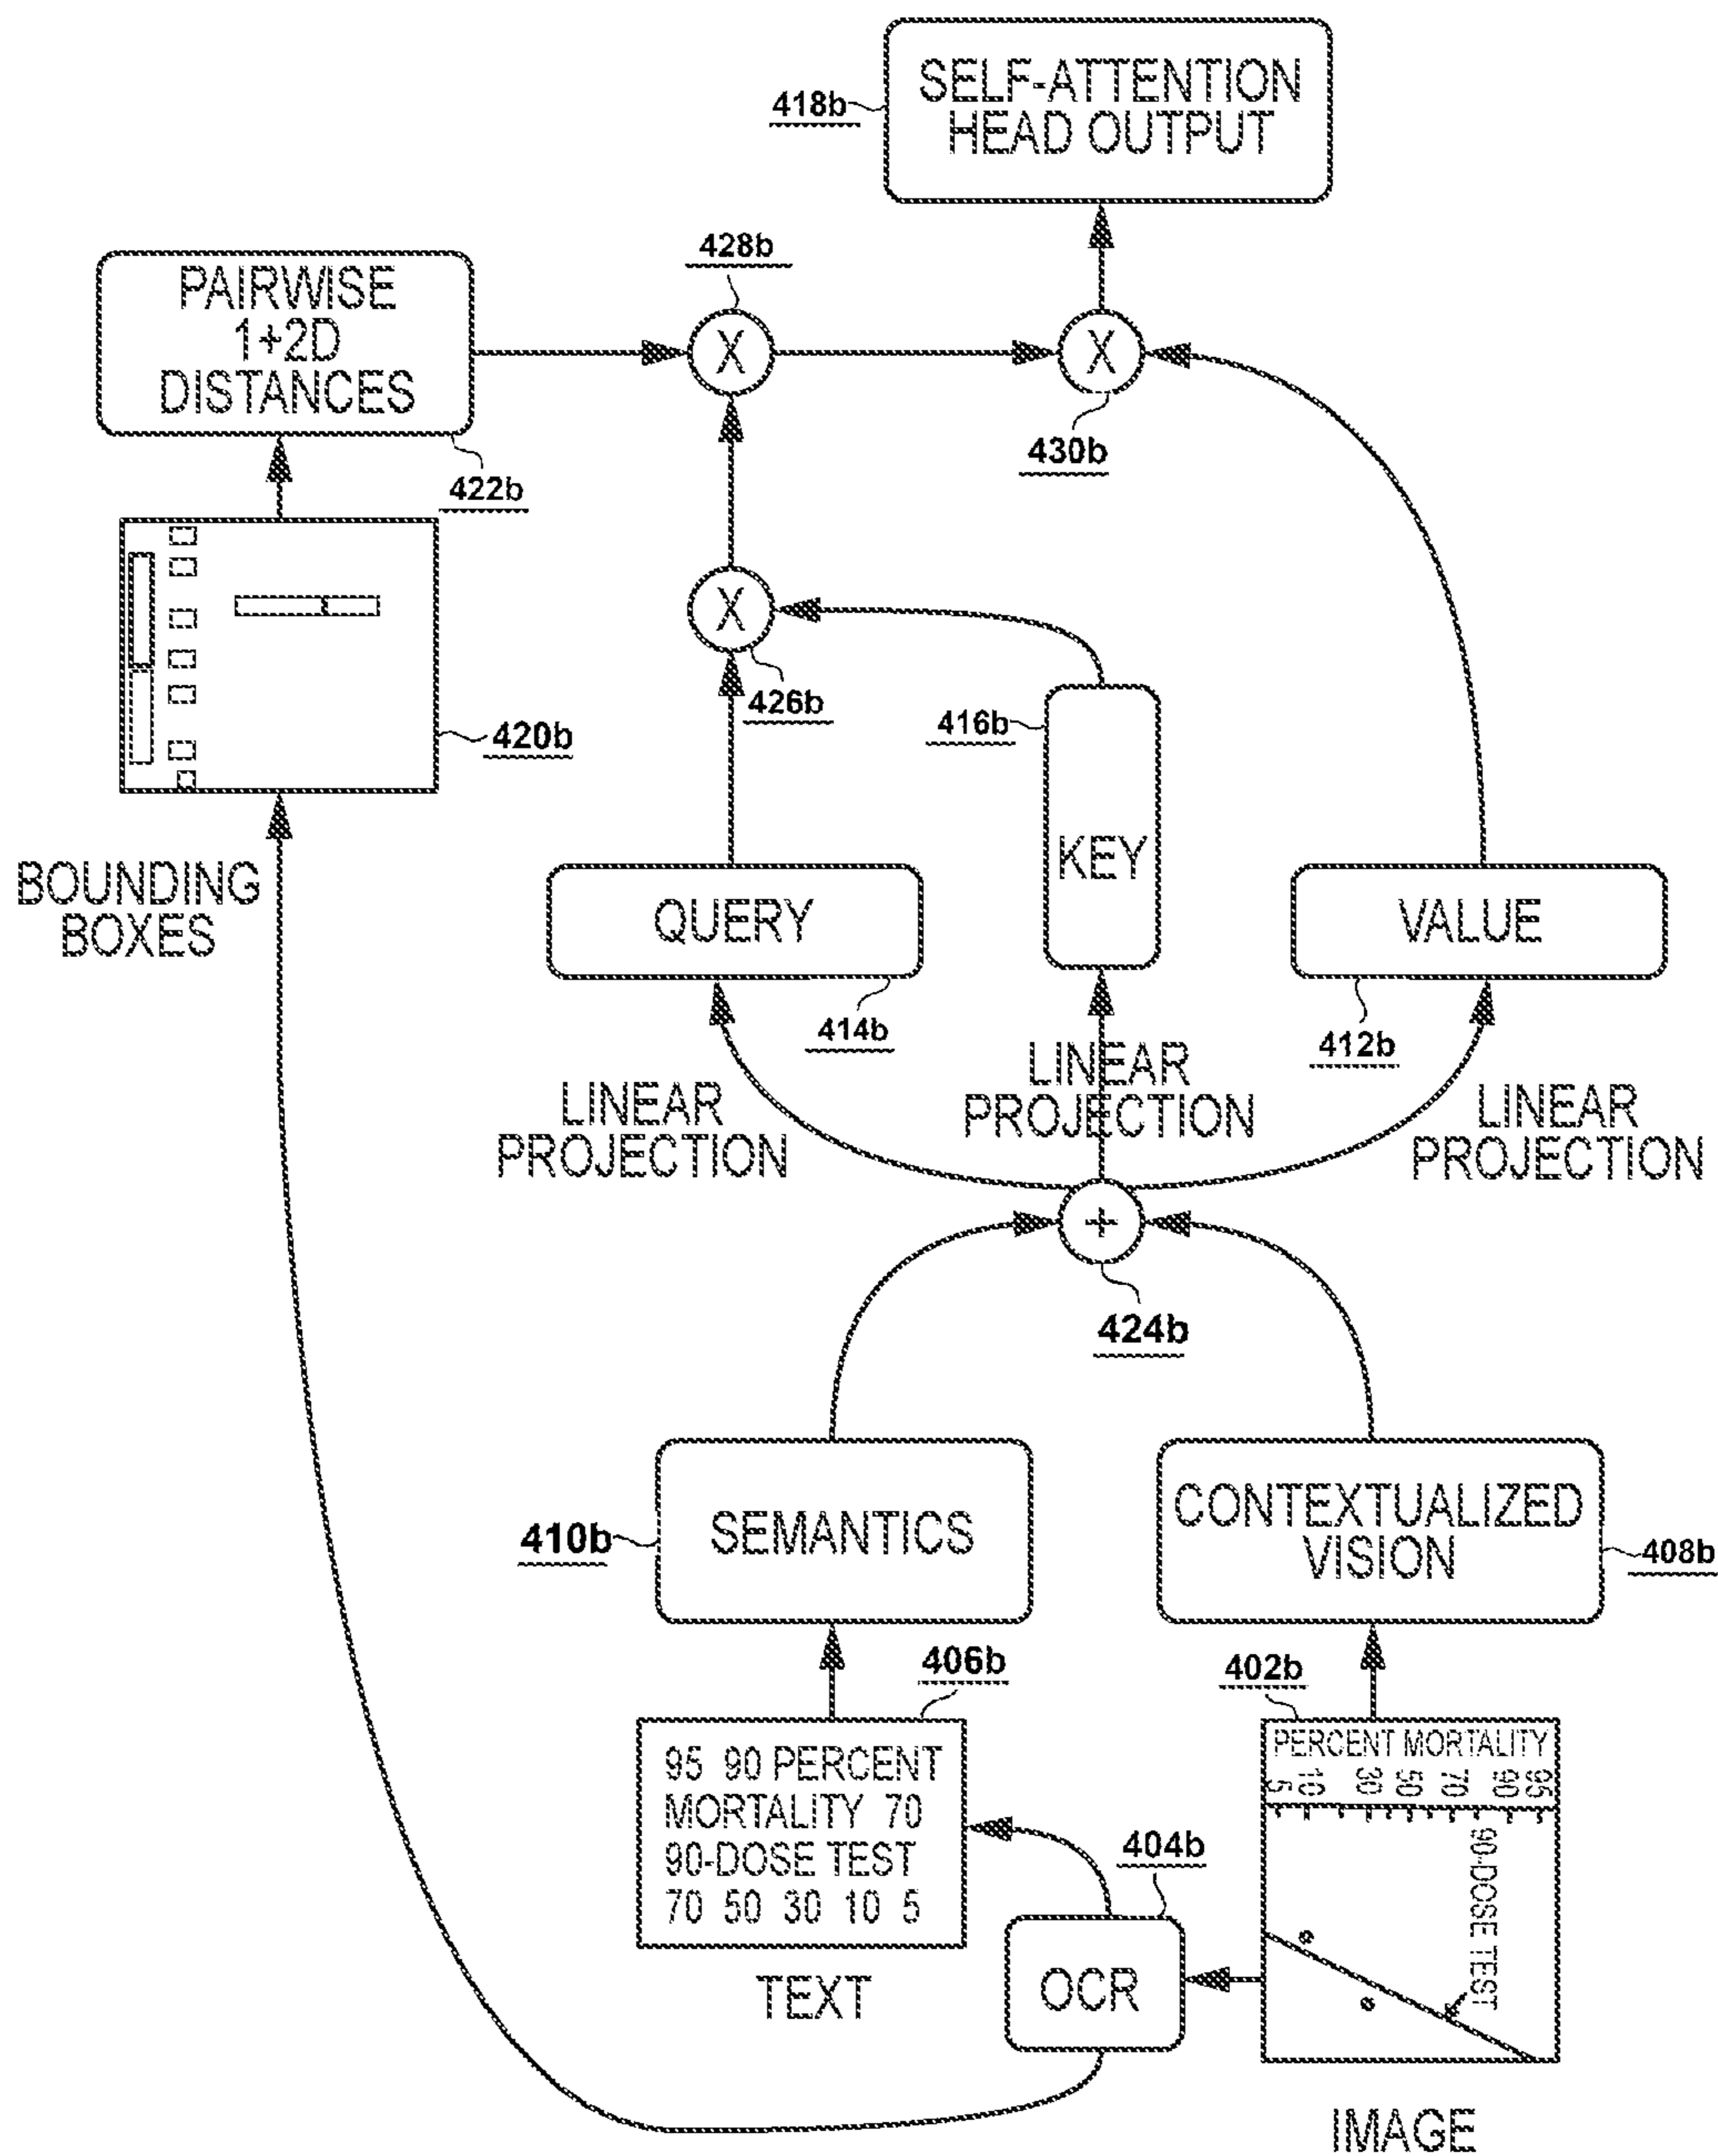 SELF-ATTENTION
HEAD OUTPUT
418b
428b
PAIRWISE
1+2D
DISTANCES
X
X
430b
422b
X
426b
416b
420b
KEY
BOUNDING
BOXES
QUERY
VALUE
414b
412b
LINEAR
PROJECTION
LINEAR
PROJECTION
LINEAR
PROJECTION
+
424b
SEMANTICS
410b
CONTEXTUALIZED
VISION
408b
406b
402b
95 90 PERCENT
MORTALITY 70
90-DOSE TEST
70 50 30 10 5
TEXT
404b
OCR
PERCENT MORTALITY
5 10 30 50 70 90 95
90-DOSE TEST
IMAGE